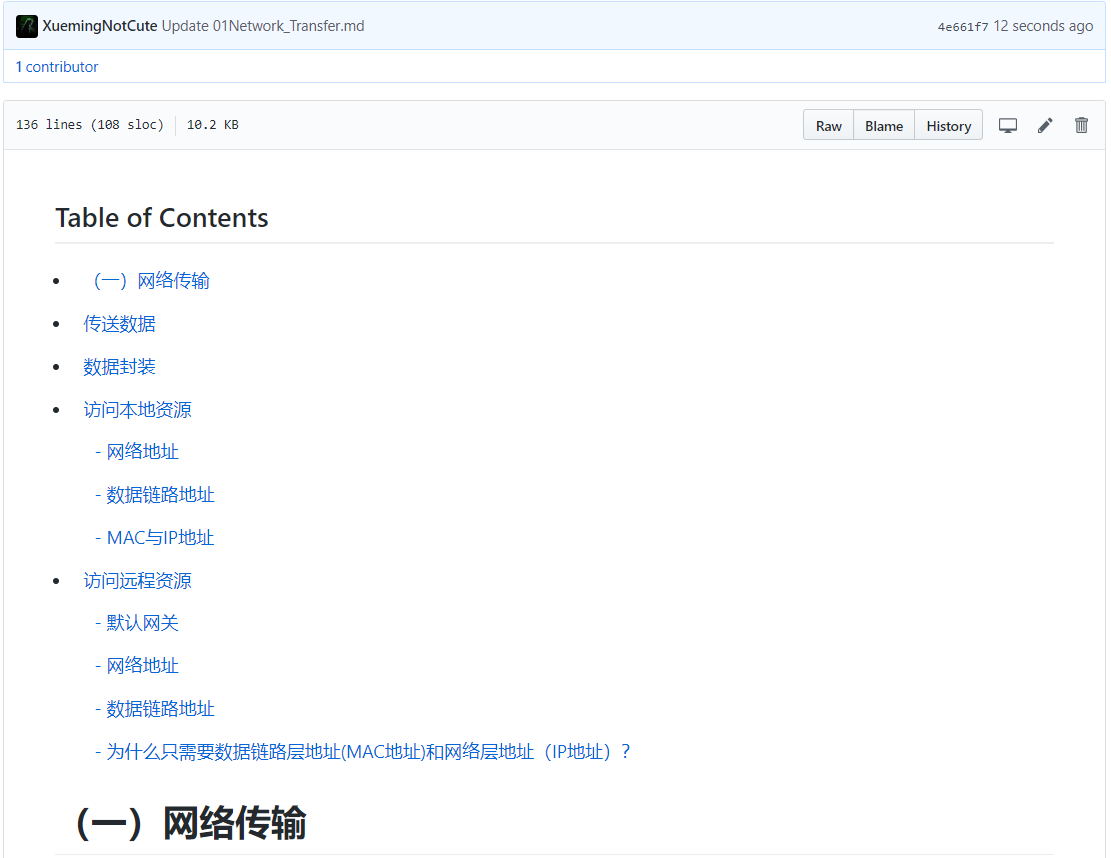 XuemingNotCute Update 01Network_Transfer.md 4e661f7 12 seconds ago
1 contributor
136 lines (108 sloc) 10.2 KB Raw Blame History
Table of Contents
• （一）网络传输
• 传送数据
• 数据封装
• 访问本地资源
- 网络地址
- 数据链路地址
- MAC与IP地址
• 访问远程资源
- 默认网关
- 网络地址
- 数据链路地址
- 为什么只需要数据链路层地址(MAC地址)和网络层地址（IP地址）？
（一）网络传输